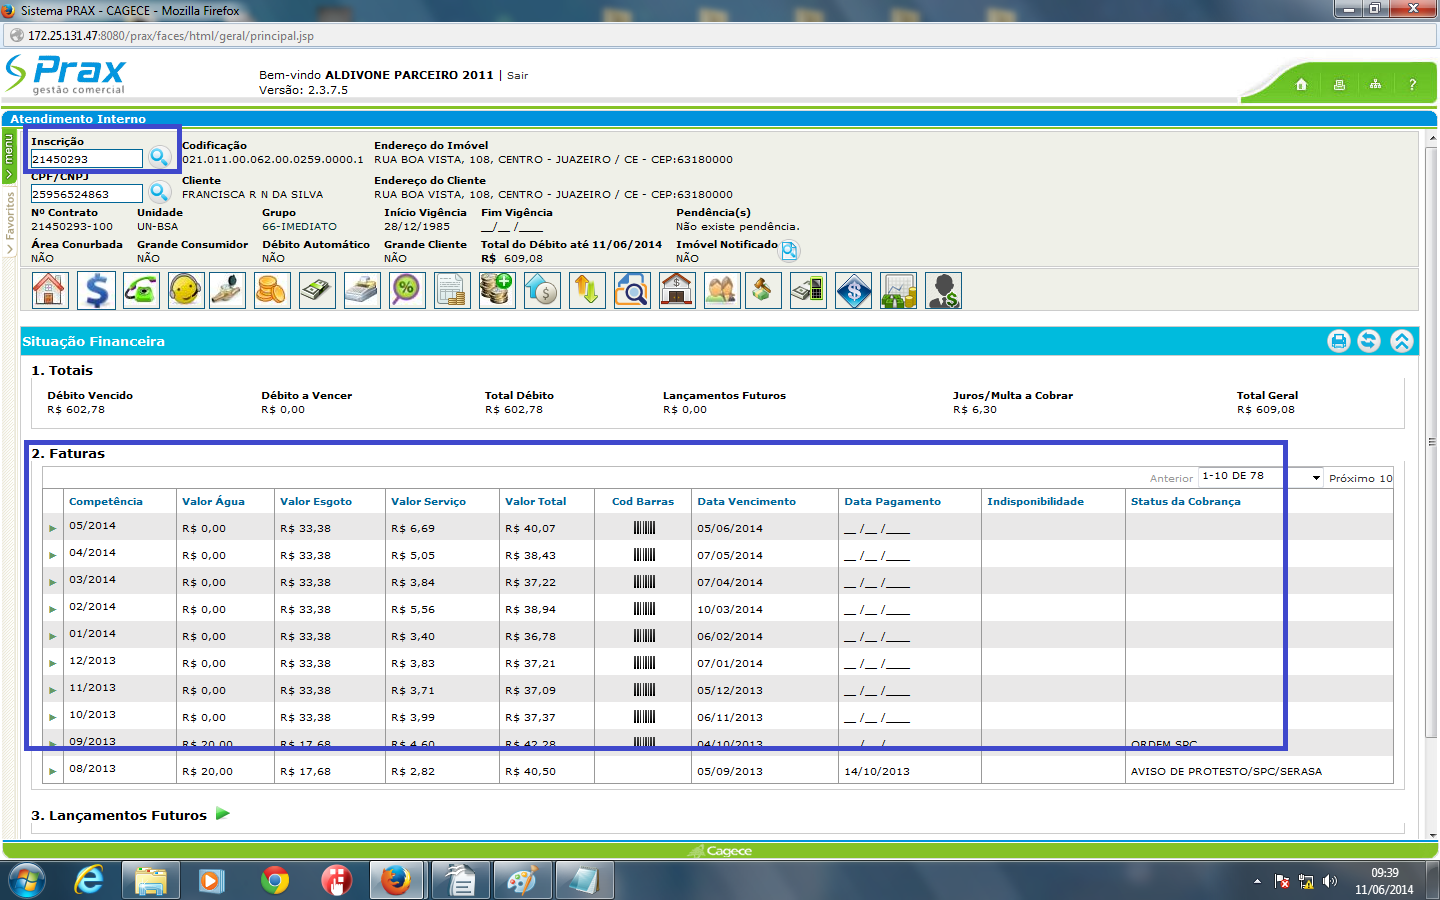 Sistema PRAX - CAGECE - Mozilla Firefox
172.25.131.47:8080/prax/faces/html/geral/principal.jsp
Prax
gestão comercial
Bem-vindo ALDIVONE PARCEIRO 2011 | Sair
Versão: 2.3.7.5
?
Atendimento Interno
menu
Favoritos
Inscrição Codificação Endereço do Imóvel
21450293 021.011.00.062.00.0259.0000.1 RUA BOA VISTA, 108, CENTRO - JUAZEIRO / CE - CEP:63180000
CPF/CNPJ Cliente Endereço do Cliente
25956524863 FRANCISCA R N DA SILVA RUA BOA VISTA, 108, CENTRO - JUAZEIRO / CE - CEP:63180000
Nº Contrato Unidade Grupo Início Vigência Fim Vigência Pendência(s)
21450293-100 UN-BSA 66-IMEDIATO 28/12/1985 __/__ /____ Não existe pendência.
Área Conurbada Grande Consumidor Débito Automático Grande Cliente Total do Débito até 11/06/2014 Imóvel Notificado
NÃO NÃO NÃO NÃO R$ 609,08 NÃO
Situação Financeira
1. Totais
Débito Vencido Débito a Vencer Total Débito Lançamentos Futuros Juros/Multa a Cobrar Total Geral
R$ 602,78 R$ 0,00 R$ 602,78 R$ 0,00 R$ 6,30 R$ 609,08
2. Faturas
Anterior 1-10 DE 78 Próximo 10
Competência Valor Água Valor Esgoto Valor Serviço Valor Total Cod Barras Data Vencimento Data Pagamento Indisponibilidade Status da Cobrança
05/2014 R$ 0,00 R$ 33,38 R$ 6,69 R$ 40,07 05/06/2014 __ /__ /____
04/2014 R$ 0,00 R$ 33,38 R$ 5,05 R$ 38,43 07/05/2014 __ /__ /____
03/2014 R$ 0,00 R$ 33,38 R$ 3,84 R$ 37,22 07/04/2014 __ /__ /____
02/2014 R$ 0,00 R$ 33,38 R$ 5,56 R$ 38,94 10/03/2014 __ /__ /____
01/2014 R$ 0,00 R$ 33,38 R$ 3,40 R$ 36,78 06/02/2014 __ /__ /____
12/2013 R$ 0,00 R$ 33,38 R$ 3,83 R$ 37,21 07/01/2014 __ /__ /____
11/2013 R$ 0,00 R$ 33,38 R$ 3,71 R$ 37,09 05/12/2013 __ /__ /____
10/2013 R$ 0,00 R$ 33,38 R$ 3,99 R$ 37,37 06/11/2013 __ /__ /____
09/2013 R$ 20,00 R$ 17,68 R$ 4,60 R$ 42,28 04/10/2013 __ /__ /____ ORDEM SPC
08/2013 R$ 20,00 R$ 17,68 R$ 2,82 R$ 40,50 05/09/2013 14/10/2013 AVISO DE PROTESTO/SPC/SERASA
3. Lançamentos Futuros
Cagece
09:39
11/06/2014